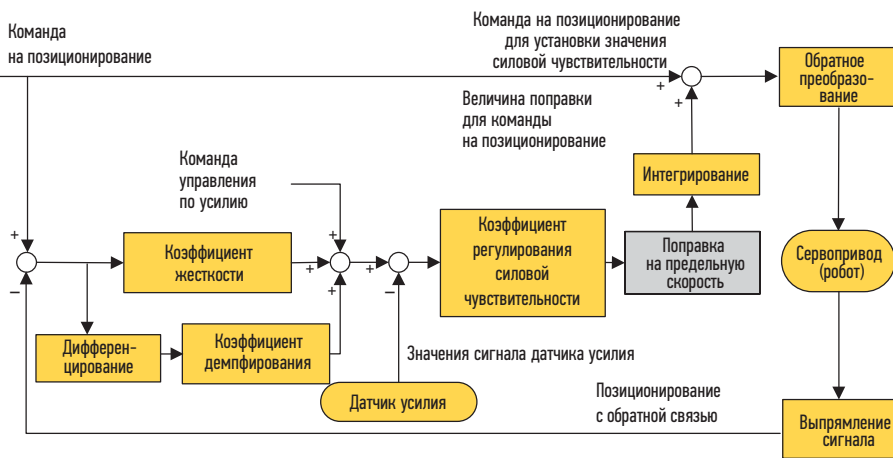 Команда
на позиционирование
Команда на позиционирование
для установки значения
силовой чувствительности
+
+
Обратное
преобразо-
вание
Величина поправки
для команды
на позиционирование
Команда
управления
по усилию
Интегрирование
+
+
Коэффициент
жесткости
+
+
+
Коэффициент
регулирования
силовой
чувствительности
Поправка
на предельную
скорость
Сервопривод
(робот)
−
−
Дифферен-
цирование
Коэффициент
демпфирования
Значения сигнала датчика усилия
Датчик усилия
Позиционирование
с обратной связью
Выпрямление
сигнала